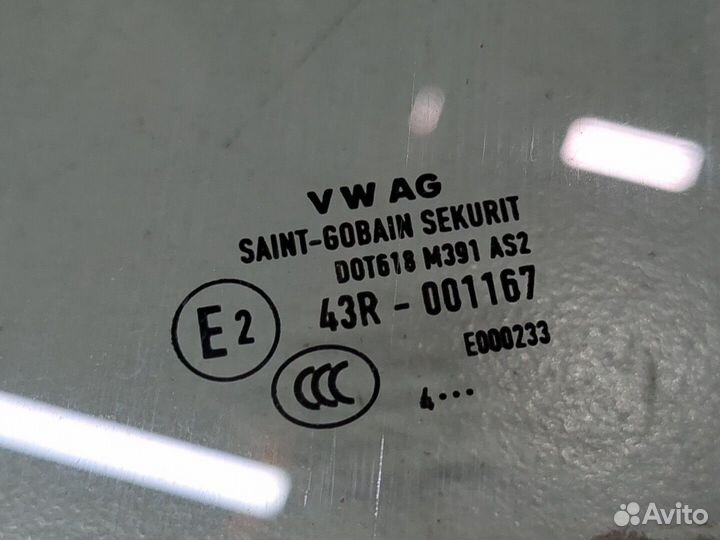 VW AG
SAINT-GOBAIN SEKURIT
DOT618 M391 AS2
43R - 001167
E2
E000233
CCC
4...
Avito